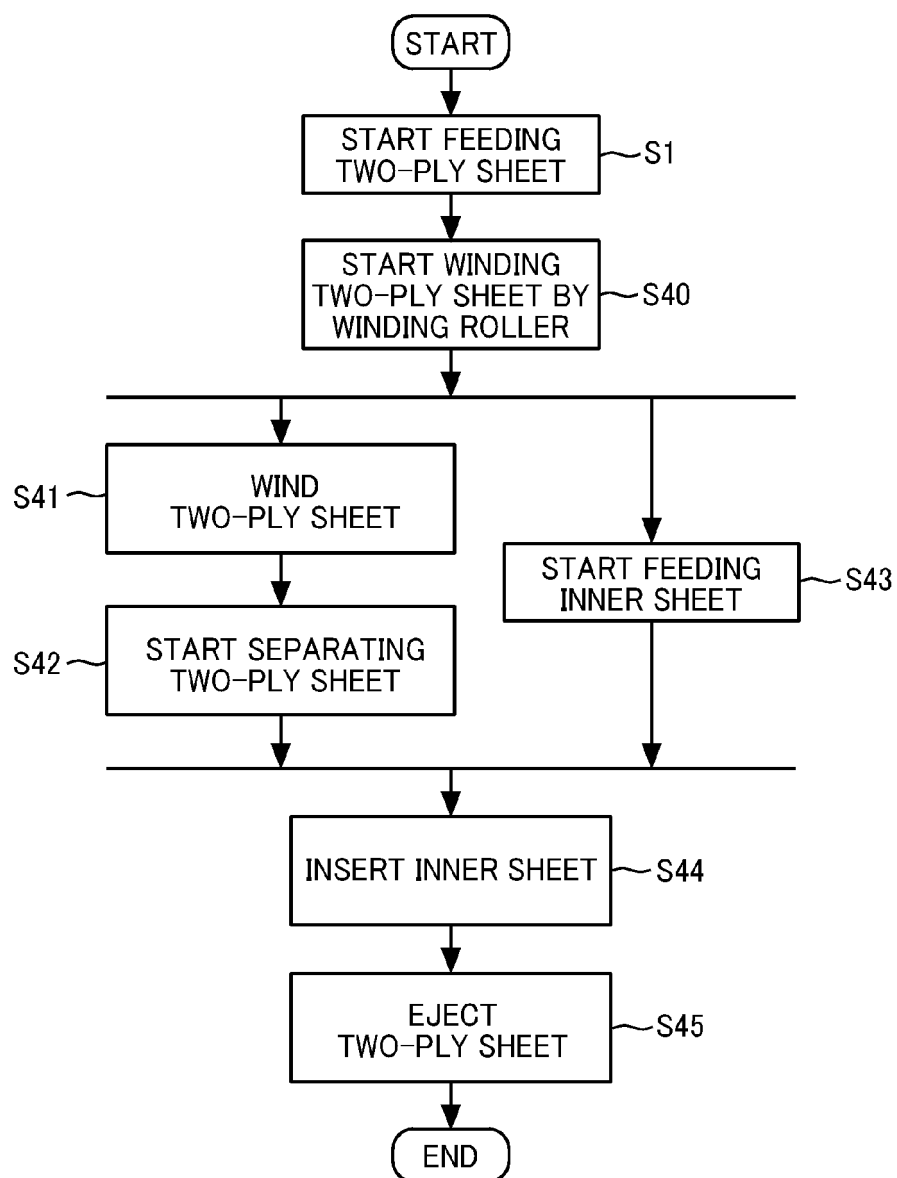 START
START FEEDING
TWO-PLY SHEET
S1
START WINDING
TWO-PLY SHEET BY
WINDING ROLLER
S40
S41
WIND
TWO-PLY SHEET
S42
START SEPARATING
TWO-PLY SHEET
START FEEDING
INNER SHEET
S43
INSERT INNER SHEET
S44
EJECT
TWO-PLY SHEET
S45
END